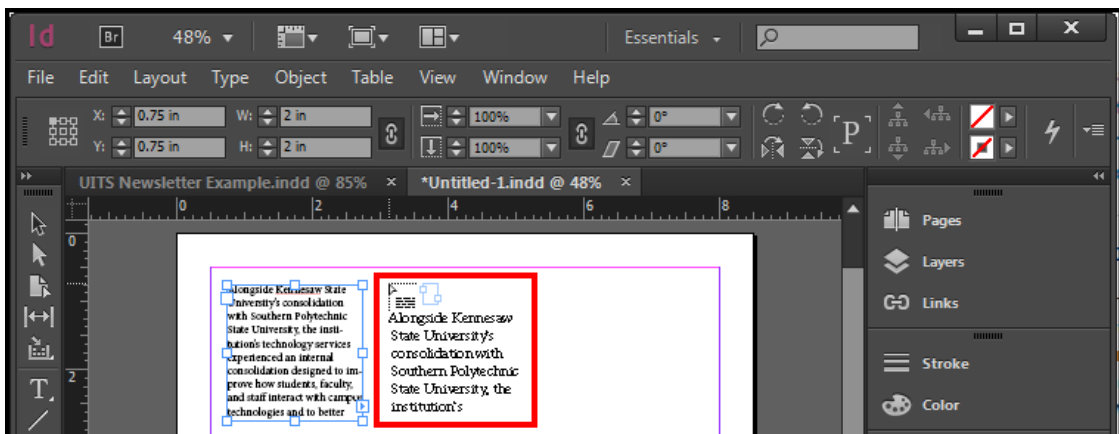 Id Br 48% Essentials
File Edit Layout Type Object Table View Window Help
X: 0.75 in W: 2 in 100% 0°
P
Y: 0.75 in H: 2 in 100% 0°
UITS Newsletter Example.indd @ 85% × *Untitled-1.indd @ 48% ×
0 2 4 6 8
0
Pages
Layers
Links
Stroke
Color
2
T
Alongside Kennesaw State
University's consolidation
with Southern Polytechnic
State University, the insti-
tution's technology services
experienced an internal
consolidation designed to im-
prove how students, faculty,
and staff interact with campus
technologies and to better
Alongside Kennesaw
State University's
consolidation with
Southern Polytechnic
State University, the
institution's